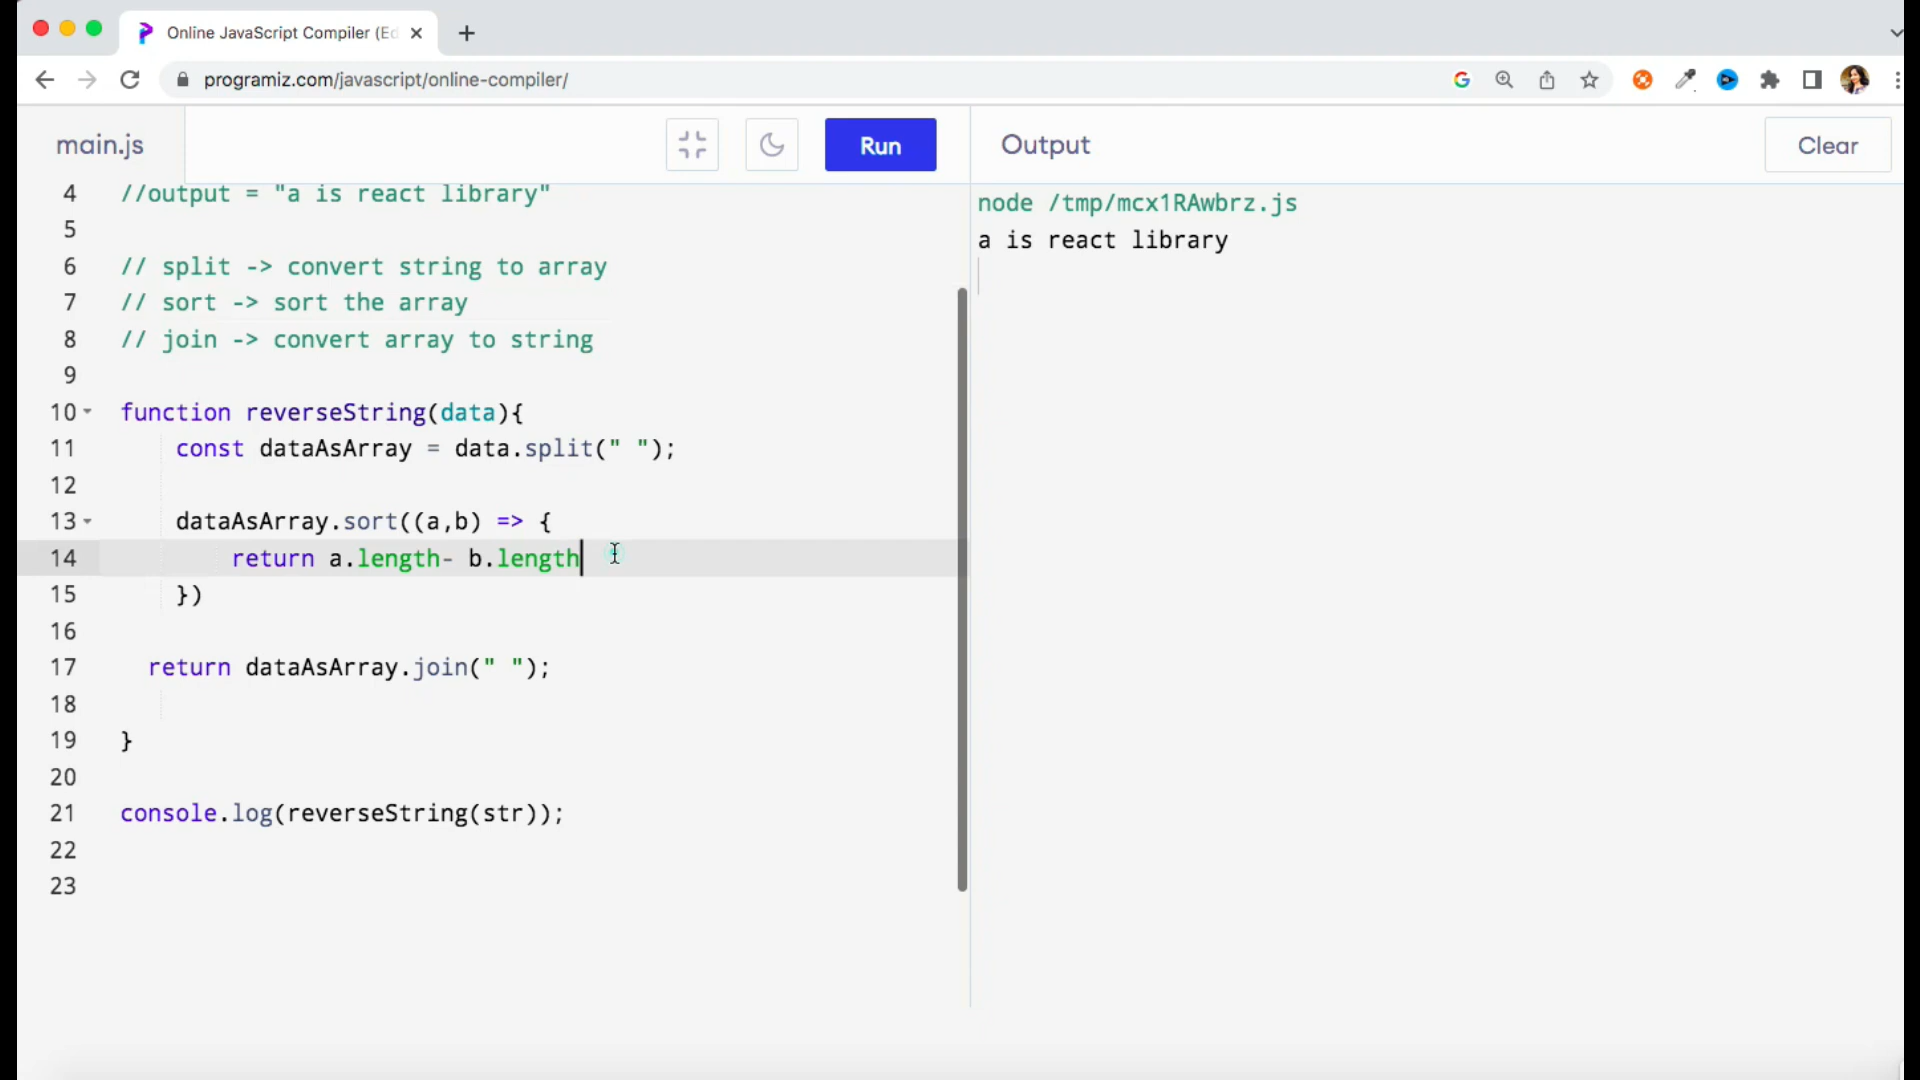 Online JavaScript Compiler (Ed
programiz.com/javascript/online-compiler/
main.js
Run
Output
Clear
4 //output = "a is react library"
5
6 // split -> convert string to array
7 // sort -> sort the array
8 // join -> convert array to string
9
10 function reverseString(data){
11 const dataAsArray = data.split(" ");
12
13 dataAsArray.sort((a,b) => {
14 return a.length- b.length
15 })
16
17 return dataAsArray.join(" ");
18
19 }
20
21 console.log(reverseString(str));
22
23
node /tmp/mcx1RAwbrz.js
a is react library